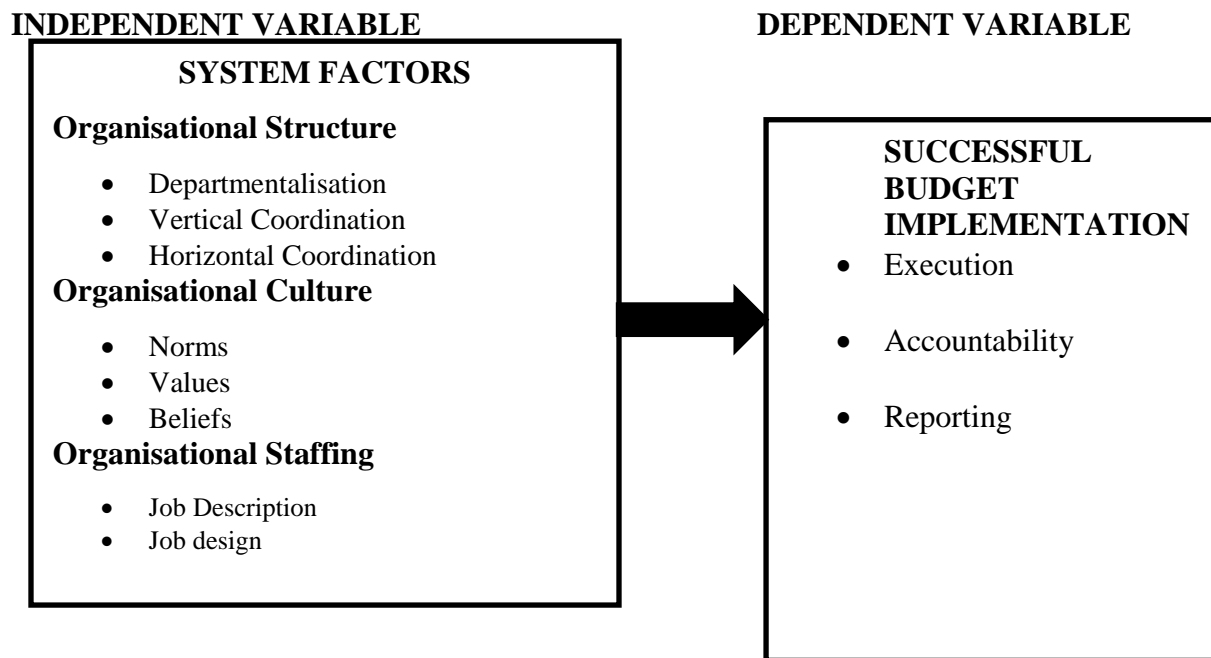 INDEPENDENT VARIABLE
SYSTEM FACTORS
Organisational Structure
• Departmentalisation
• Vertical Coordination
• Horizontal Coordination
Organisational Culture
• Norms
• Values
• Beliefs
Organisational Staffing
• Job Description
• Job design
DEPENDENT VARIABLE
SUCCESSFUL
BUDGET
IMPLEMENTATION
• Execution
• Accountability
• Reporting